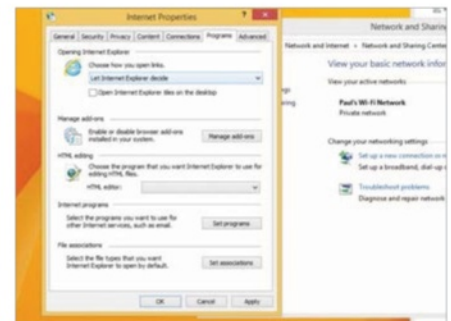 Internet Properties
? x
General Security Privacy Content Connections Programs Advanced
Opening Internet Explorer
Choose how you open links.
Let Internet Explorer decide
Open Internet Explorer tiles on the desktop
Manage add-ons
Enable or disable browser add-ons
installed in your system.
Manage add-ons
HTML editing
Choose the program that you want Internet Explorer to use for
editing HTML files.
HTML editor:
Internet programs
Select the programs you want to use for
other Internet services, such as email.
Set programs
File associations
Select the file types that you want
Internet Explorer to open by default.
Set associations
OK Cancel Apply
Network and Sharin
Network and Internet Network and Sharing Center
View your basic network infor
View your active networks
Paul's Wi-Fi Network
Private network
Change your networking settings
Set up a new connection or n
Set up a broadband, dial-up
Troubleshoot problems
Diagnose and repair network